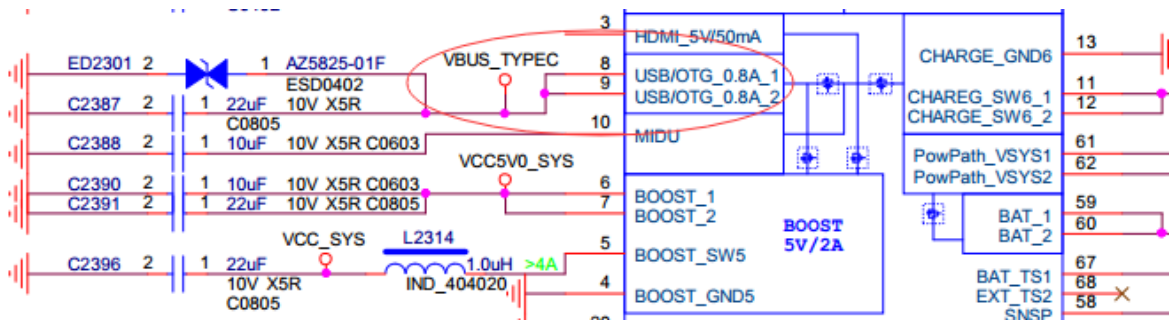 3
HDMI_5V/50mA
13
CHARGE_GND6
ED2301 2 1 AZ5825-01F
ESD0402
VBUS_TYPEC
8
USB/OTG_0.8A_1
9
USB/OTG_0.8A_2
11
CHAREG_SW6_1
12
CHARGE_SW6_2
C2387 2 1 22uF 10V X5R
C0805
10
MIDU
C2388 2 1 10uF 10V X5R C0603
61
PowPath_VSYS1
62
PowPath_VSYS2
VCC5V0_SYS
C2390 2 1 10uF 10V X5R C0603
6
BOOST_1
C2391 2 1 22uF 10V X5R C0805
7
BOOST_2
BOOST
5V/2A
59
BAT_1
60
BAT_2
VCC_SYS
L2314
5
BOOST_SW5
C2396 2 1 22uF
10V X5R
C0805
1.0uH >4A
IND_404020
4
BOOST_GND5
67
BAT_TS1
68
EXT_TS2
58
SNSP